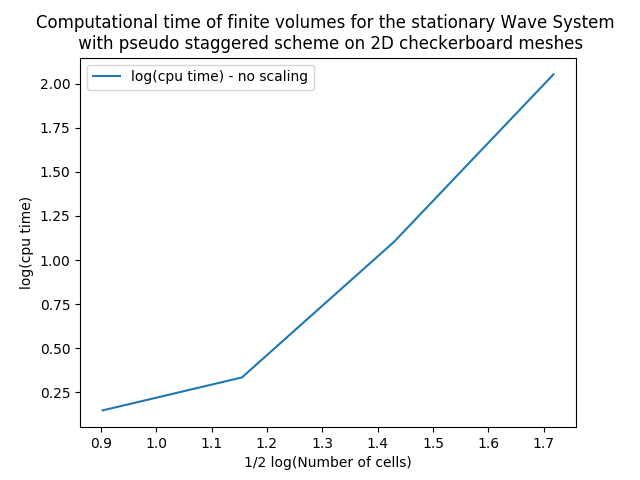 Computational time of finite volumes for the stationary Wave System
with pseudo staggered scheme on 2D checkerboard meshes
log(cpu time) - no scaling
log(cpu time)
2.00
1.75
1.50
1.25
1.00
0.75
0.50
0.25
0.9 1.0 1.1 1.2 1.3 1.4 1.5 1.6 1.7
1/2 log(Number of cells)